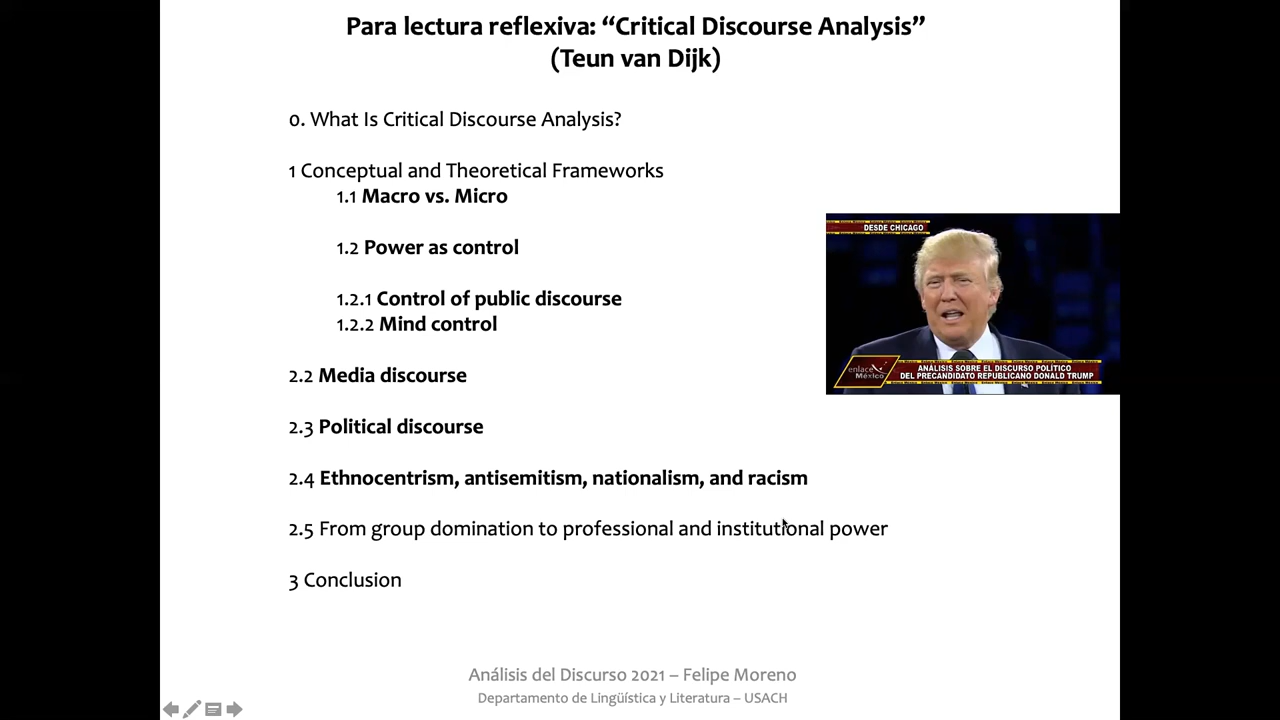 Para lectura reflexiva: “Critical Discourse Analysis”
(Teun van Dijk)
0. What Is Critical Discourse Analysis?
1 Conceptual and Theoretical Frameworks
1.1 Macro vs. Micro
1.2 Power as control
1.2.1 Control of public discourse
1.2.2 Mind control
2.2 Media discourse
2.3 Political discourse
2.4 Ethnocentrism, antisemitism, nationalism, and racism
2.5 From group domination to professional and institutional power
3 Conclusion
DESDE CHICAGO
enlace México
ANÁLISIS SOBRE EL DISCURSO POLÍTICO
DEL PRECANDIDATO REPUBLICANO DONALD TRUMP
Análisis del Discurso 2021 – Felipe Moreno
Departamento de Lingüística y Literatura – USACH